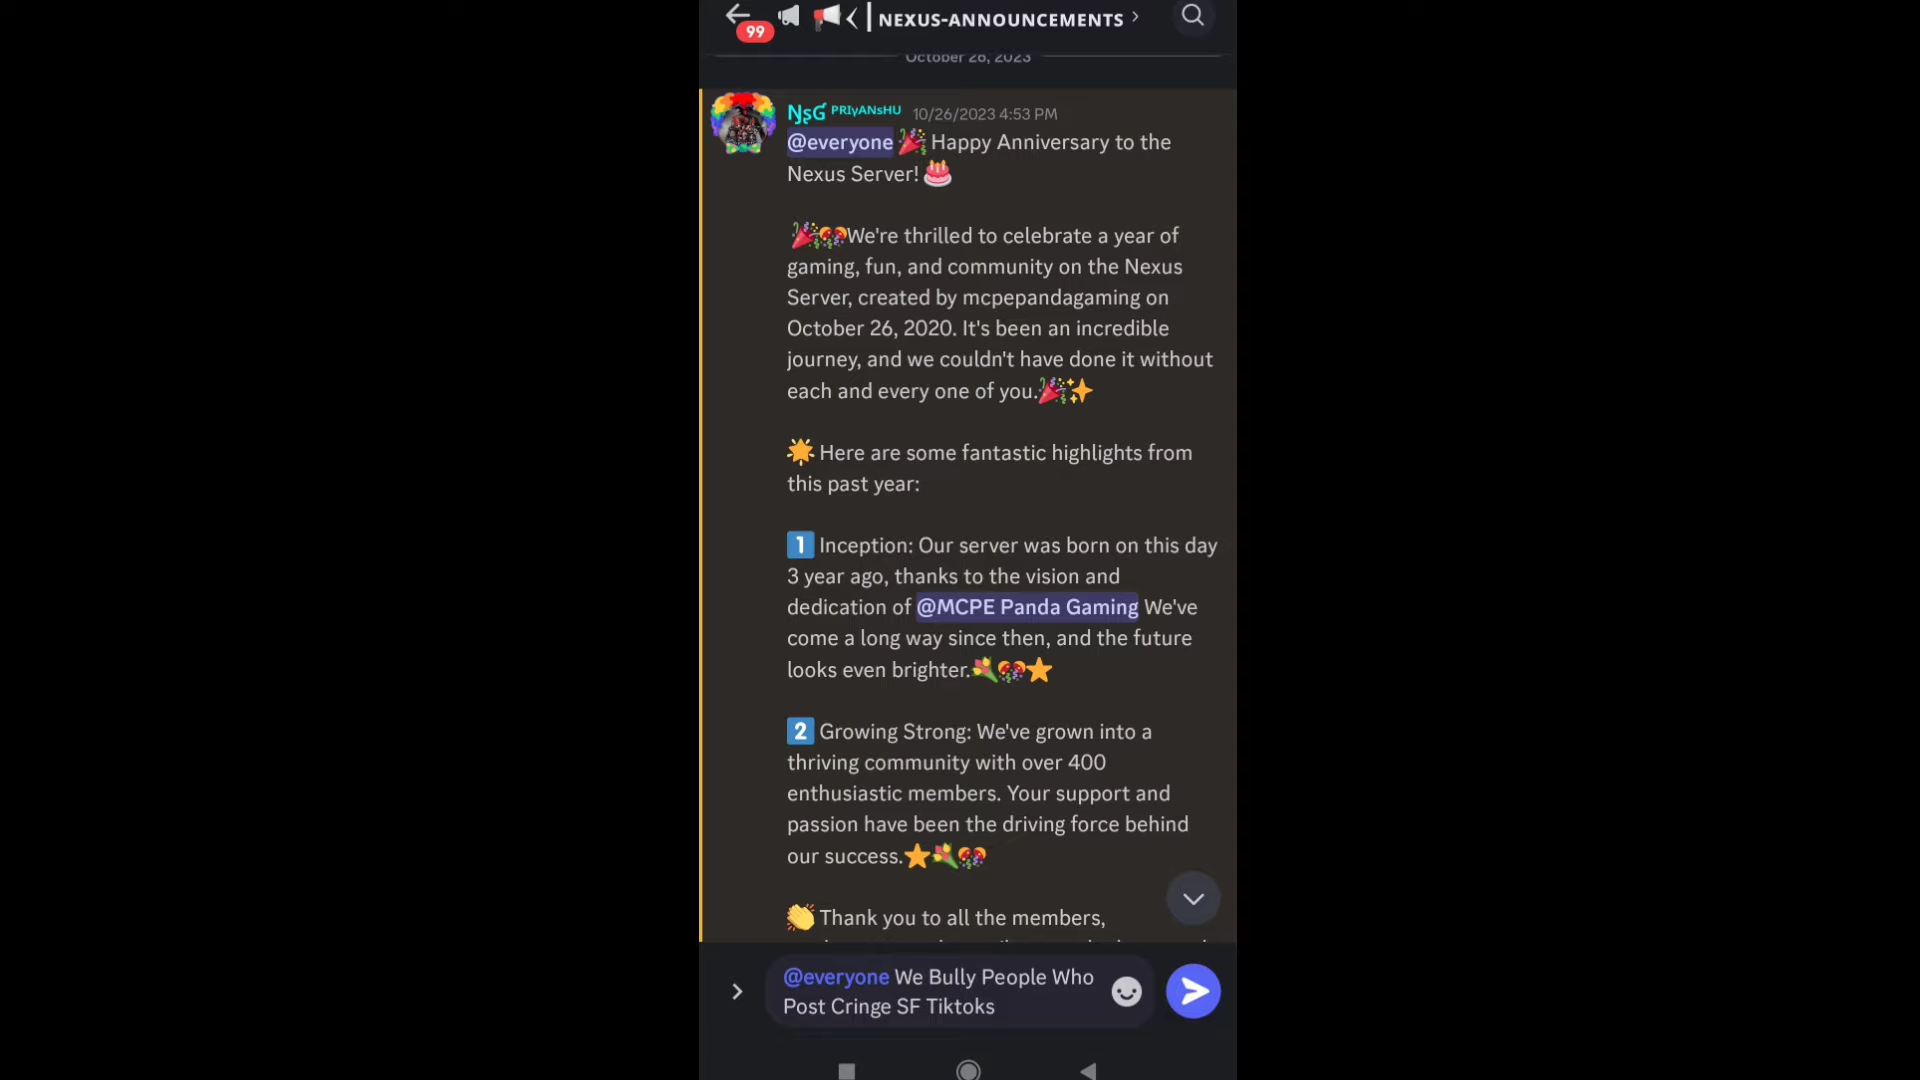 99 | NEXUS-ANNOUNCEMENTS
October 26, 2023
ŊʂƓ ᴾᴿᴵᵞᴬᴺˢᴴᵁ 10/26/2023 4:53 PM
@everyone 🎉 Happy Anniversary to the
Nexus Server! 🎂
🎉🎊We're thrilled to celebrate a year of
gaming, fun, and community on the Nexus
Server, created by mcpepandagaming on
October 26, 2020. It's been an incredible
journey, and we couldn't have done it without
each and every one of you.🎉✨
🌟 Here are some fantastic highlights from
this past year:
1️⃣ Inception: Our server was born on this day
3 year ago, thanks to the vision and
dedication of @MCPE Panda Gaming We've
come a long way since then, and the future
looks even brighter.💐🎊⭐
2️⃣ Growing Strong: We've grown into a
thriving community with over 400
enthusiastic members. Your support and
passion have been the driving force behind
our success.⭐💐🎊
👏 Thank you to all the members,
@everyone We Bully People Who
Post Cringe SF Tiktoks